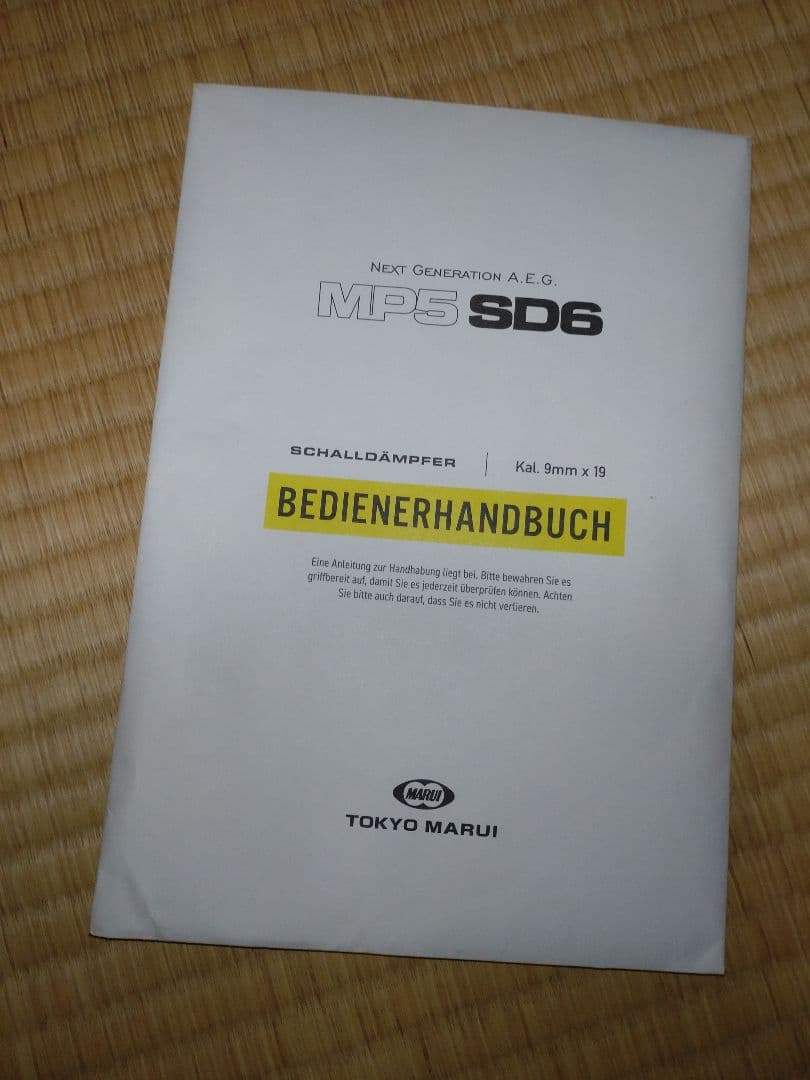 NEXT GENERATION A.E.G.
MP5 SD6
SCHALLDÄMPFER | Kal. 9mm x 19
BEDIENERHANDBUCH
Eine Anleitung zur Handhabung liegt bei. Bitte bewahren Sie es
griffbereit auf, damit Sie es jederzeit überprüfen können. Achten
Sie bitte auch darauf, dass Sie es nicht verlieren.
MARUI
TOKYO MARUI